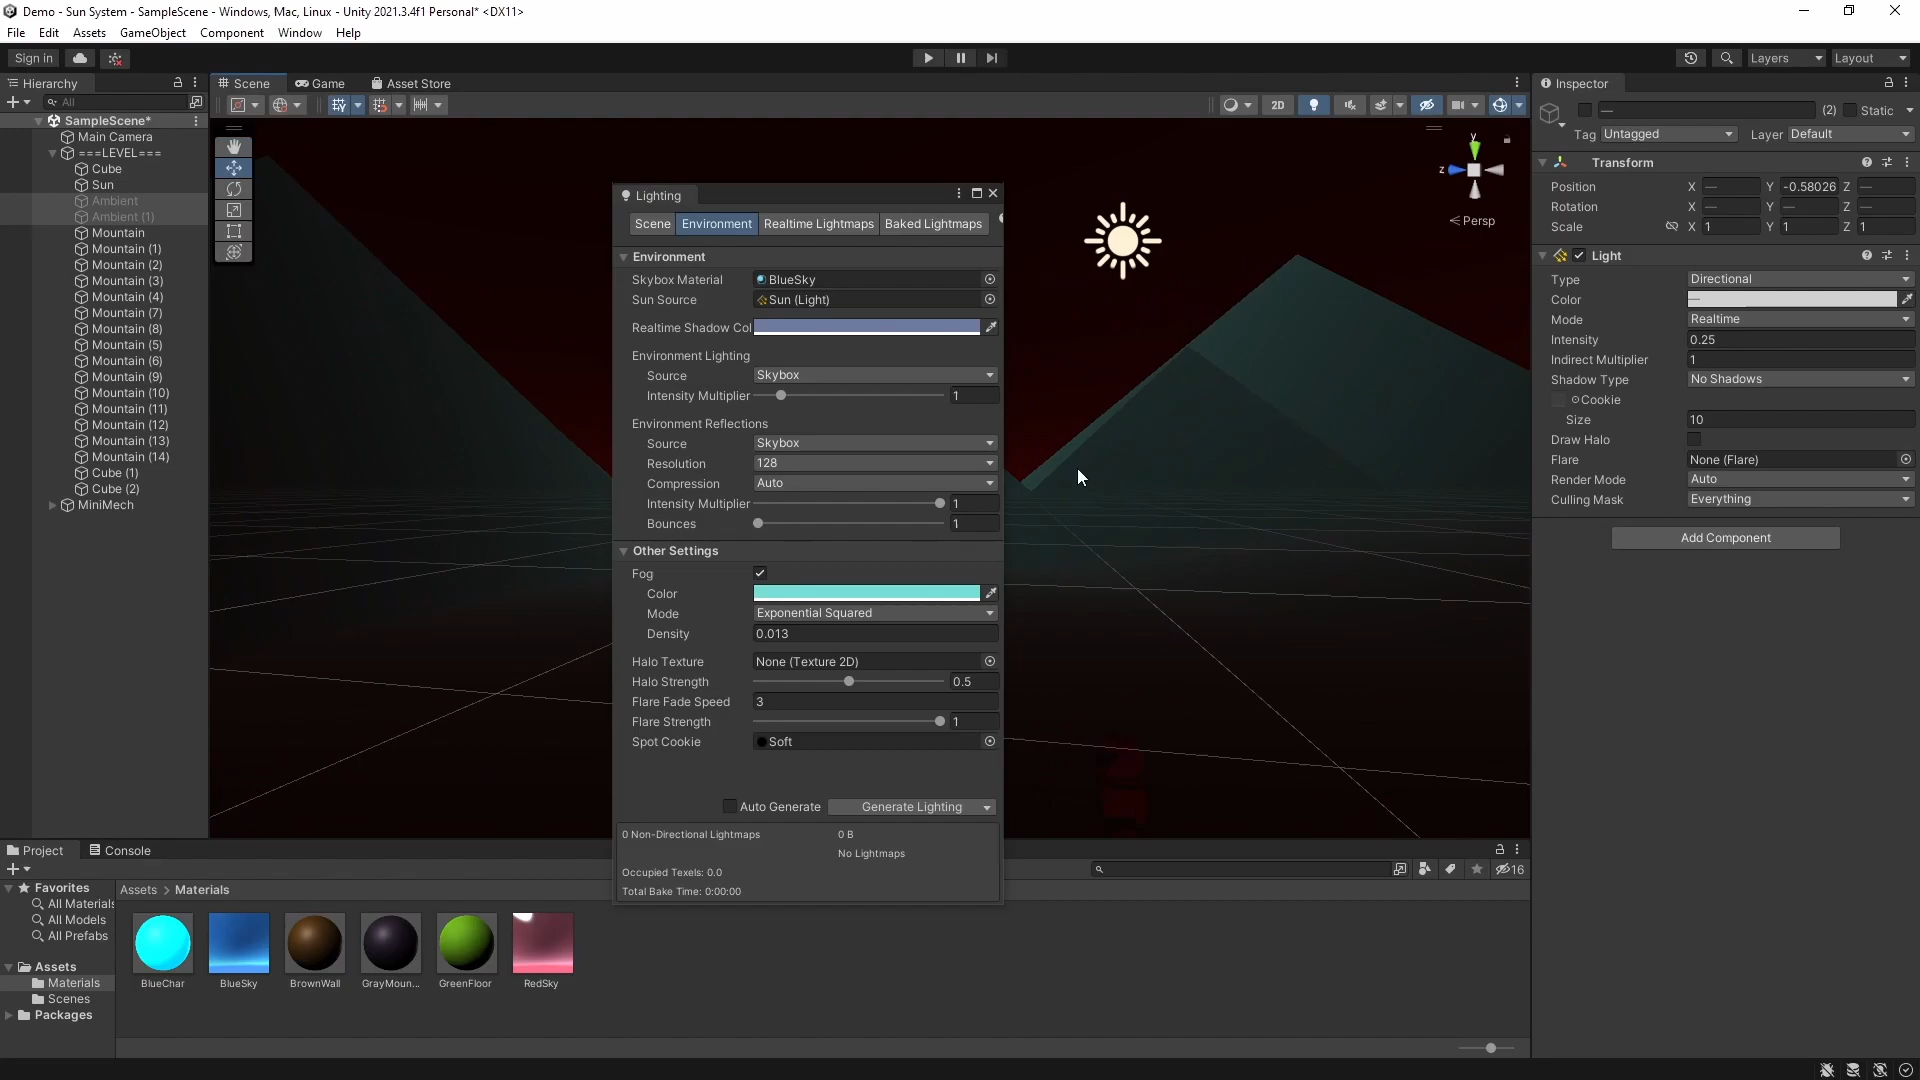 Demo - Sun System - SampleScene - Windows, Mac, Linux - Unity 2021.3.4f1 Personal* <DX11>
File Edit Assets GameObject Component Window Help
Sign in
Layers
Layout
Hierarchy
All
SampleScene*
Main Camera
===LEVEL===
Cube
Sun
Ambient
Ambient (1)
Mountain
Mountain (1)
Mountain (2)
Mountain (3)
Mountain (4)
Mountain (7)
Mountain (8)
Mountain (5)
Mountain (6)
Mountain (9)
Mountain (10)
Mountain (11)
Mountain (12)
Mountain (13)
Mountain (14)
Cube (1)
Cube (2)
MiniMech
Scene Game Asset Store
2D
y
z
Persp
Lighting
Scene Environment Realtime Lightmaps Baked Lightmaps
Environment
Skybox Material BlueSky
Sun Source Sun (Light)
Realtime Shadow Col
Environment Lighting
Source Skybox
Intensity Multiplier 1
Environment Reflections
Source Skybox
Resolution 128
Compression Auto
Intensity Multiplier 1
Bounces 1
Other Settings
Fog
Color
Mode Exponential Squared
Density 0.013
Halo Texture None (Texture 2D)
Halo Strength 0.5
Flare Fade Speed 3
Flare Strength 1
Spot Cookie Soft
Auto Generate Generate Lighting
0 Non-Directional Lightmaps 0 B
No Lightmaps
Occupied Texels: 0.0
Total Bake Time: 0:00:00
Inspector
— (2) Static
Tag Untagged Layer Default
Transform
Position X — Y -0.58026 Z —
Rotation X — Y — Z —
Scale X 1 Y 1 Z 1
Light
Type Directional
Color —
Mode Realtime
Intensity 0.25
Indirect Multiplier 1
Shadow Type No Shadows
Cookie
Size 10
Draw Halo
Flare None (Flare)
Render Mode Auto
Culling Mask Everything
Add Component
Project Console
16
Favorites
All Materials
All Models
All Prefabs
Assets
Materials
Scenes
Packages
Assets > Materials
BlueChar BlueSky BrownWall GrayMoun... GreenFloor RedSky